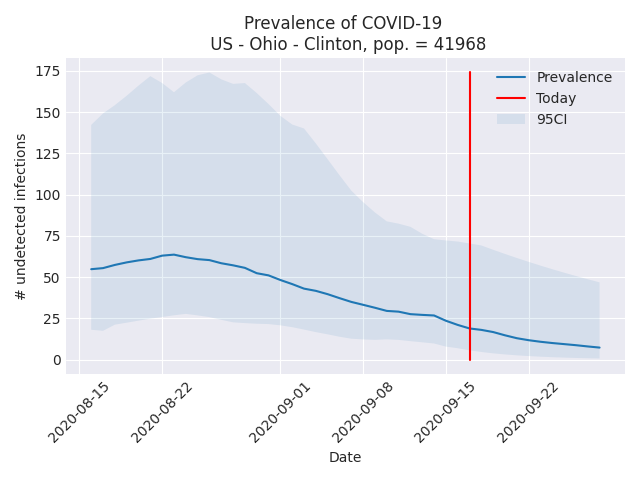 Prevalence of COVID-19
US - Ohio - Clinton, pop. = 41968
Prevalence
Today
95CI
175
150
125
100
75
50
25
0
# undetected infections
2020-08-15
2020-08-22
2020-09-01
2020-09-08
2020-09-15
2020-09-22
Date